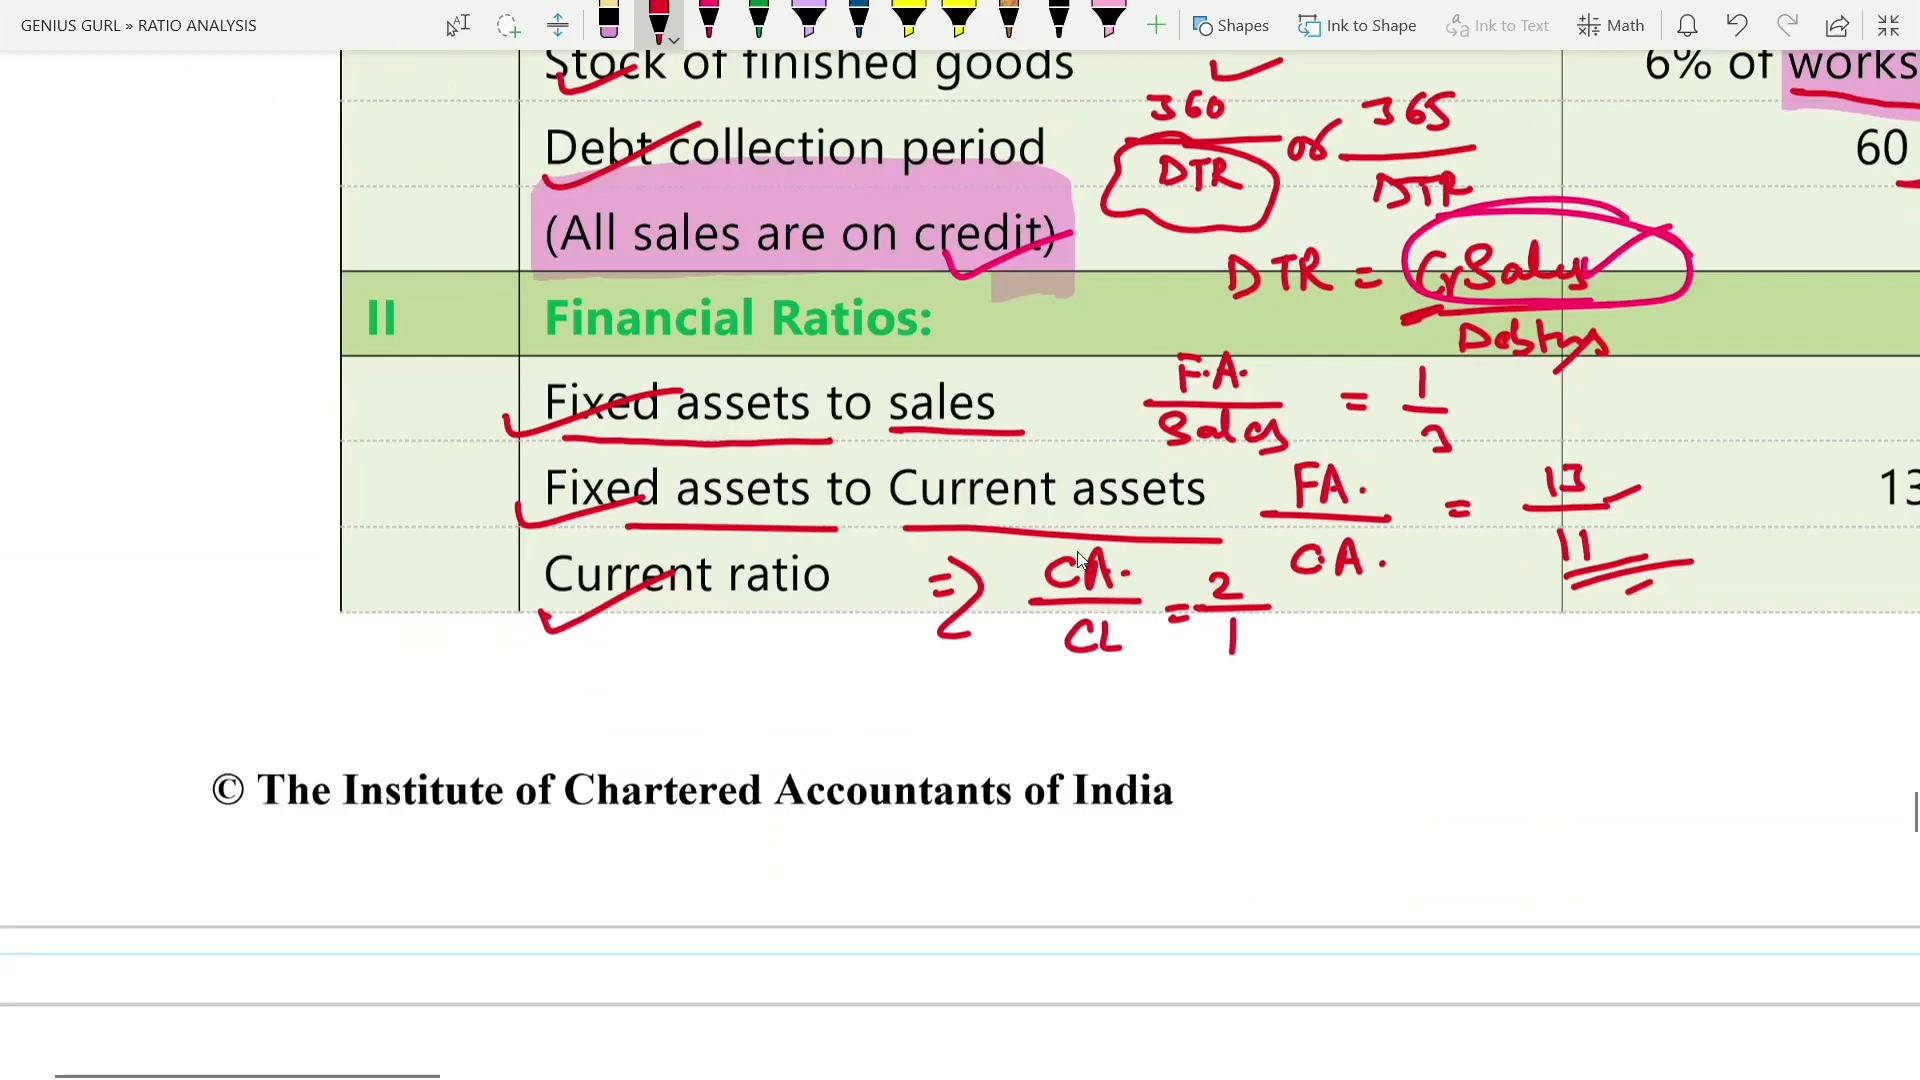 GENIUS GURL » RATIO ANALYSIS
Shapes
Ink to Shape
Ink to Text
Math
Stock of finished goods
6% of works
360
DTR
or
365
DTR
Debt collection period
60
(All sales are on credit)
DTR = Cr Sales
Debtors
II
Financial Ratios:
Fixed assets to sales
F.A.
Sales
= 1
3
Fixed assets to Current assets
FA.
C.A.
= 13
11
13
Current ratio
⇒ CA.
CL
= 2
1
© The Institute of Chartered Accountants of India